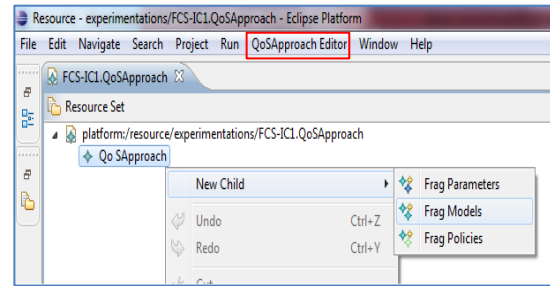 Resource - experimentations/FCS-IC1.QoSApproach - Eclipse Platform
File Edit Navigate Search Project Run QoSApproach Editor Window Help
FCS-IC1.QoSApproach
Resource Set
platform:/resource/experimentations/FCS-IC1.QoSApproach
Qo SApproach
New Child
Frag Parameters
Frag Models
Undo Ctrl+Z
Frag Policies
Redo Ctrl+Y
Cut